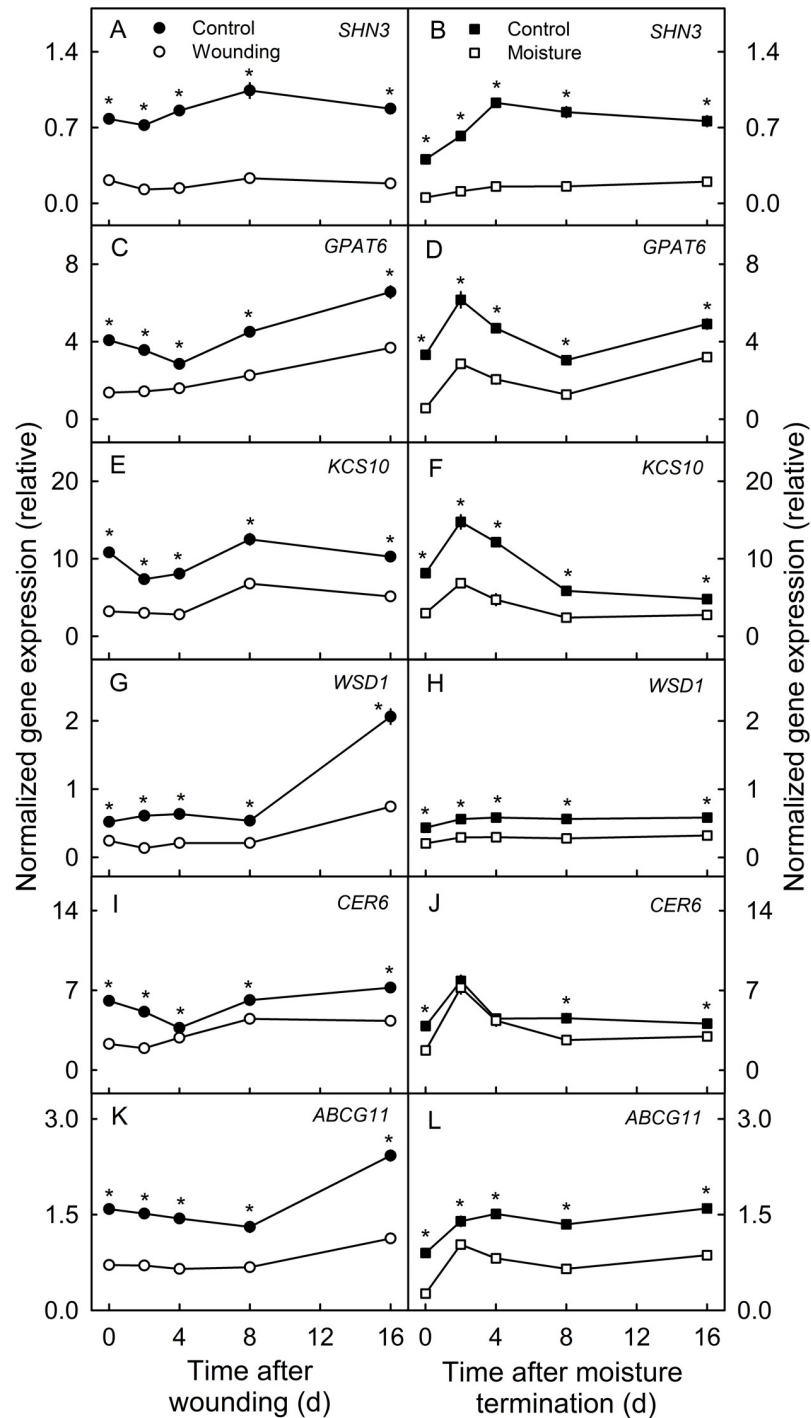 A
Control
Wounding
SHN3
B
Control
Moisture
SHN3
1.4
0.7
0.0
1.4
0.7
0.0
* * * * *
* * * * *
C
GPAT6
D
GPAT6
8
4
0
8
4
0
* * * * *
* * * * *
E
KCS10
F
KCS10
20
10
0
20
10
0
* * * * *
* * * * *
G
WSD1
H
WSD1
2
1
0
2
1
0
* * * * *
* * * * *
I
CER6
J
CER6
14
7
0
14
7
0
* * * * *
* * *
K
ABCG11
L
ABCG11
3.0
1.5
0.0
3.0
1.5
0.0
* * * * *
* * * * *
0 4 8 12 16
0 4 8 12 16
Time after
wounding (d)
Time after moisture
termination (d)
Normalized gene expression (relative)
Normalized gene expression (relative)